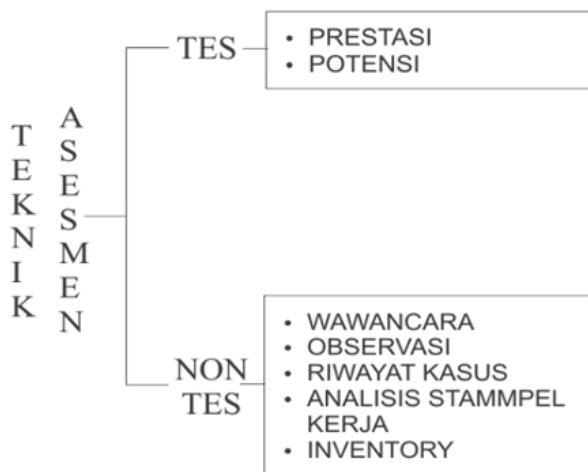 TEKNIK
ASESMEN
TES
• PRESTASI
• POTENSI
NON
TES
• WAWANCARA
• OBSERVASI
• RIWAYAT KASUS
• ANALISIS STAMMPEL
KERJA
• INVENTORY